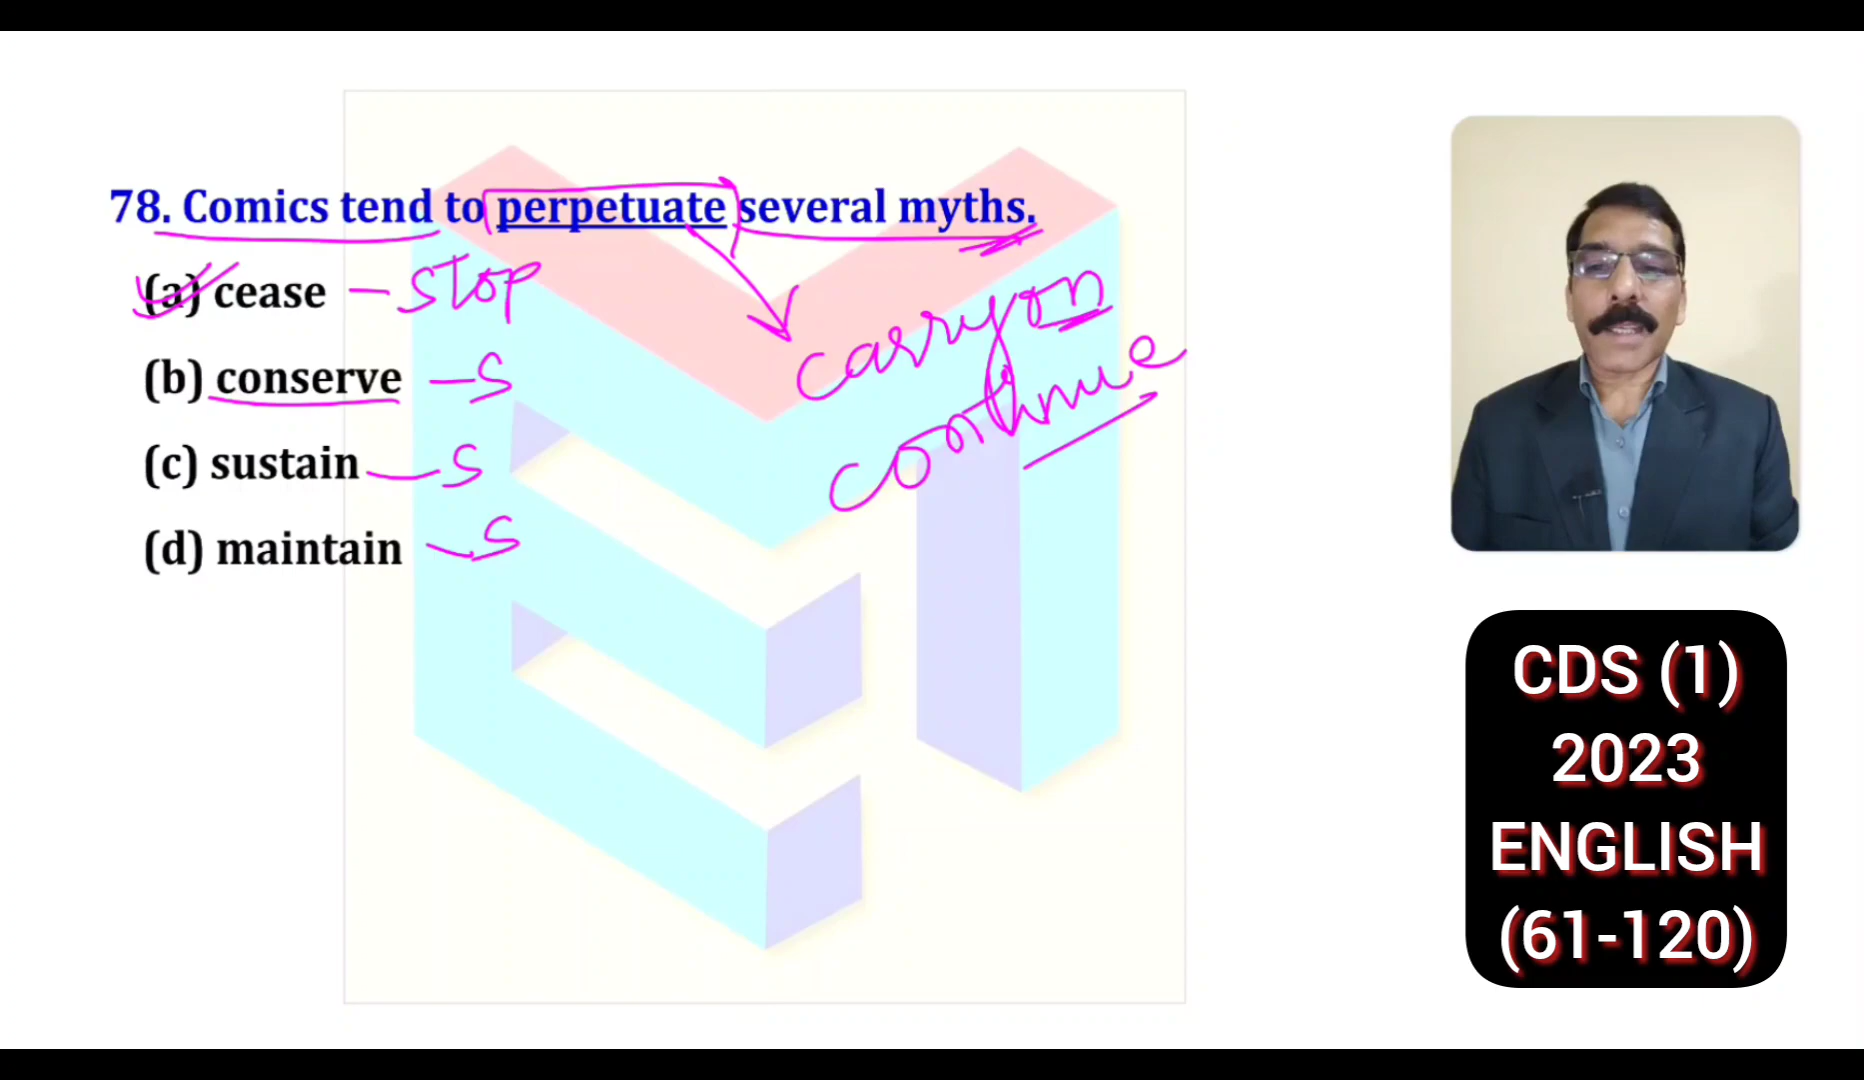 78. Comics tend to perpetuate several myths.
(a) cease - stop
(b) conserve - S
(c) sustain - S
(d) maintain - S
carry on
continue
CDS (1)
2023
ENGLISH
(61-120)